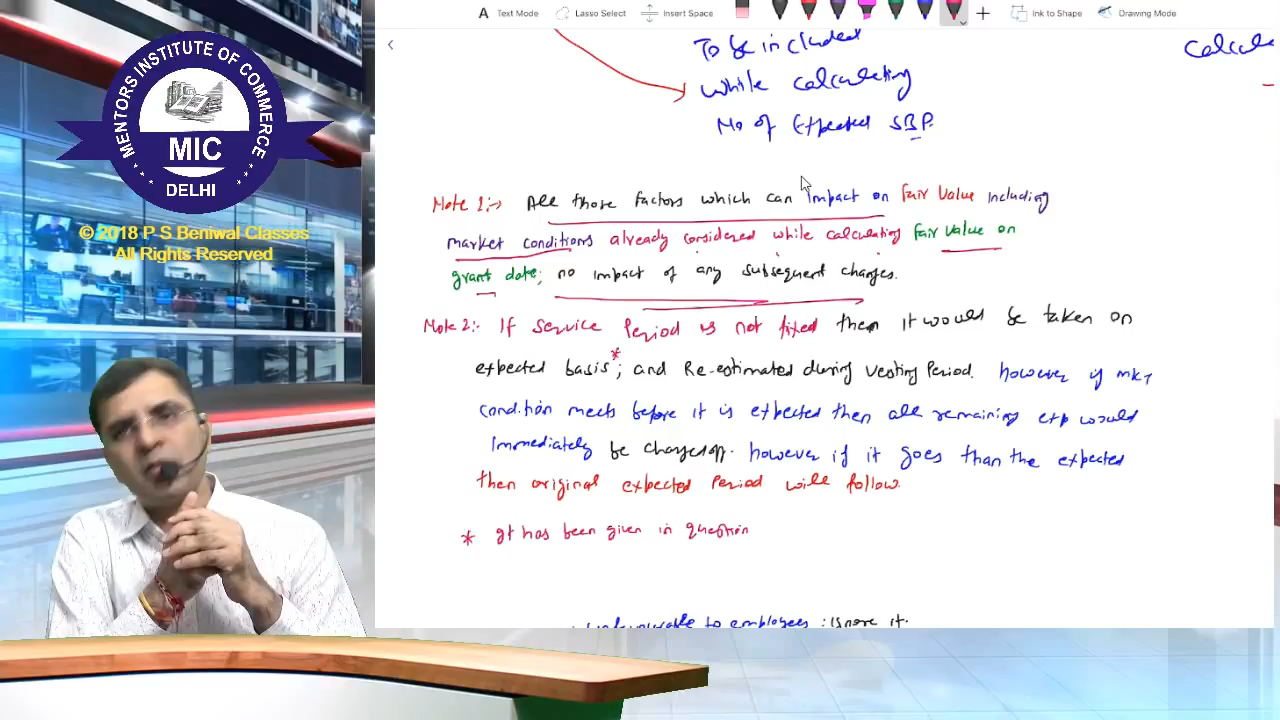 Text Mode
Lasso Select
Insert Space
Ink to Shape
Drawing Mode
MENTORS INSTITUTE OF COMMERCE
MIC
DELHI
© 2018 P S Beniwal Classes
All Rights Reserved
To be included
while calculating
No of Expected SBP.
Calcula
Note 1:-> All those factors which can impact on fair value including
market conditions already considered while calculating fair value on
grant date; no impact of any subsequent changes.
Note 2:- If service Period is not fixed then it would be taken on
expected basis*; and Re-estimated during vesting Period. however if mkt
condition meets before it is expected then all remaining exp would
immediately be charged off. however if it goes than the expected
then original expected Period will follow.
* It has been given in question
to employees : Ignore it.